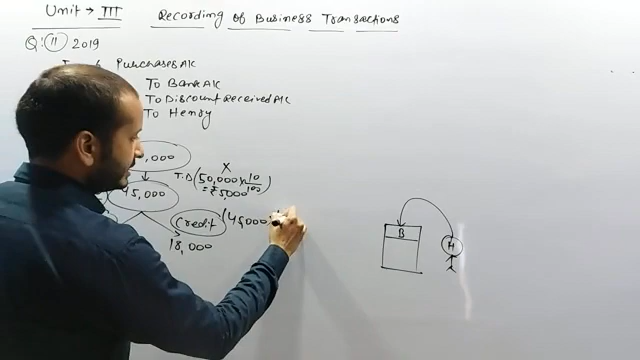 Unit → III Recording of Business Transactions
Q: 11 2019
Purchases A/c
To Bank A/c
To Discount Received A/c
To Henry
,000
T.D (50,000 × 10/100)
X
= ₹5,000
45,000
Credit (45,000
18,000
B
H